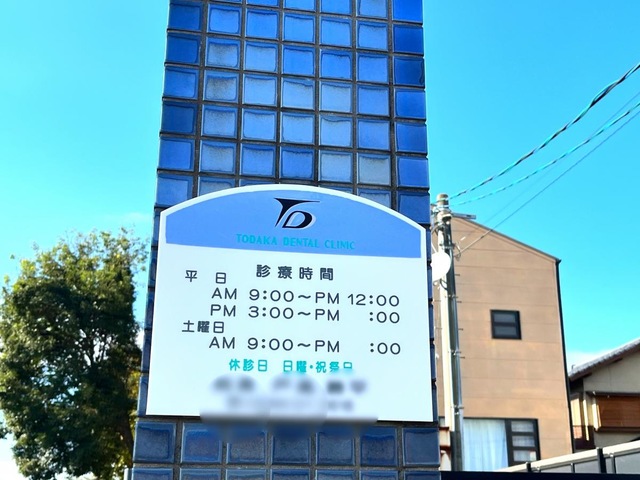 TD
TODAKA DENTAL CLINIC
診療時間
平日
AM 9:00～PM 12:00
PM 3:00～PM :00
土曜日
AM 9:00～PM :00
休診日 日曜・祝祭日